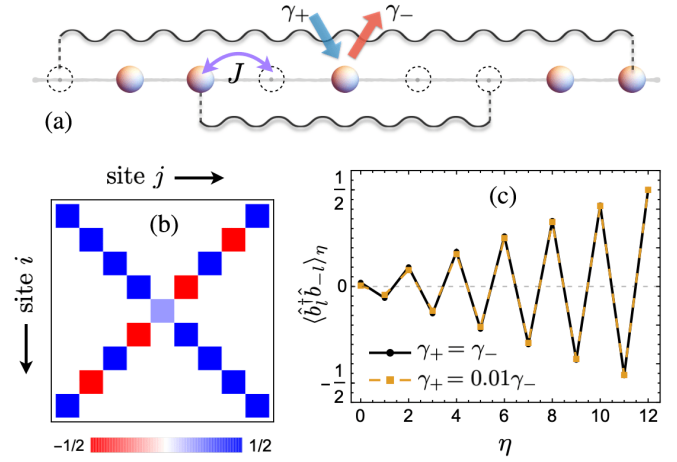 γ₊ γ₋
J
(a)
site j →
(b)
site i →
−1/2 1/2
(c)
⟨b̂†ₗ b̂₋ₗ⟩η
1/2
0
−1/2
γ₊ = γ₋
γ₊ = 0.01γ₋
0 2 4 6 8 10 12
η